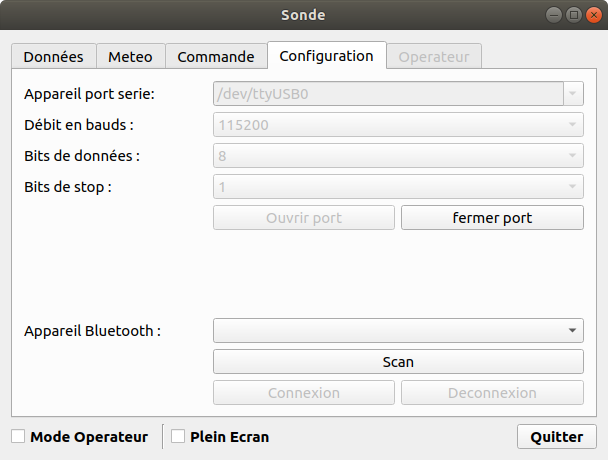 Sonde
Données Meteo Commande Configuration Operateur
Appareil port serie: /dev/ttyUSB0
Débit en bauds : 115200
Bits de données : 8
Bits de stop : 1
Ouvrir port fermer port
Appareil Bluetooth :
Scan
Connexion Deconnexion
Mode Operateur Plein Ecran Quitter